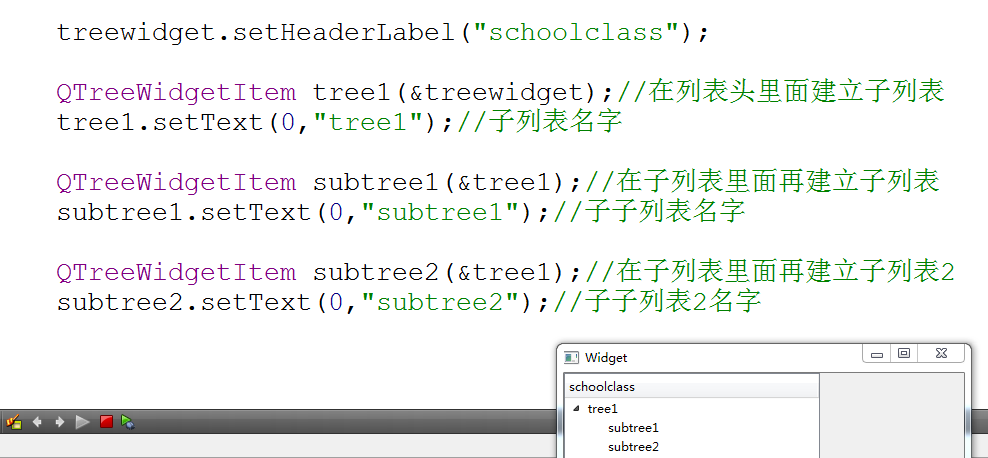 treewidget.setHeaderLabel("schoolclass");
QTreeWidgetItem tree1(&treewidget);//在列表头里面建立子列表
tree1.setText(0,"tree1");//子列表名字
QTreeWidgetItem subtree1(&tree1);//在子列表里面再建立子列表
subtree1.setText(0,"subtree1");//子子列表名字
QTreeWidgetItem subtree2(&tree1);//在子列表里面再建立子列表2
subtree2.setText(0,"subtree2");//子子列表2名字
Widget
schoolclass
tree1
subtree1
subtree2